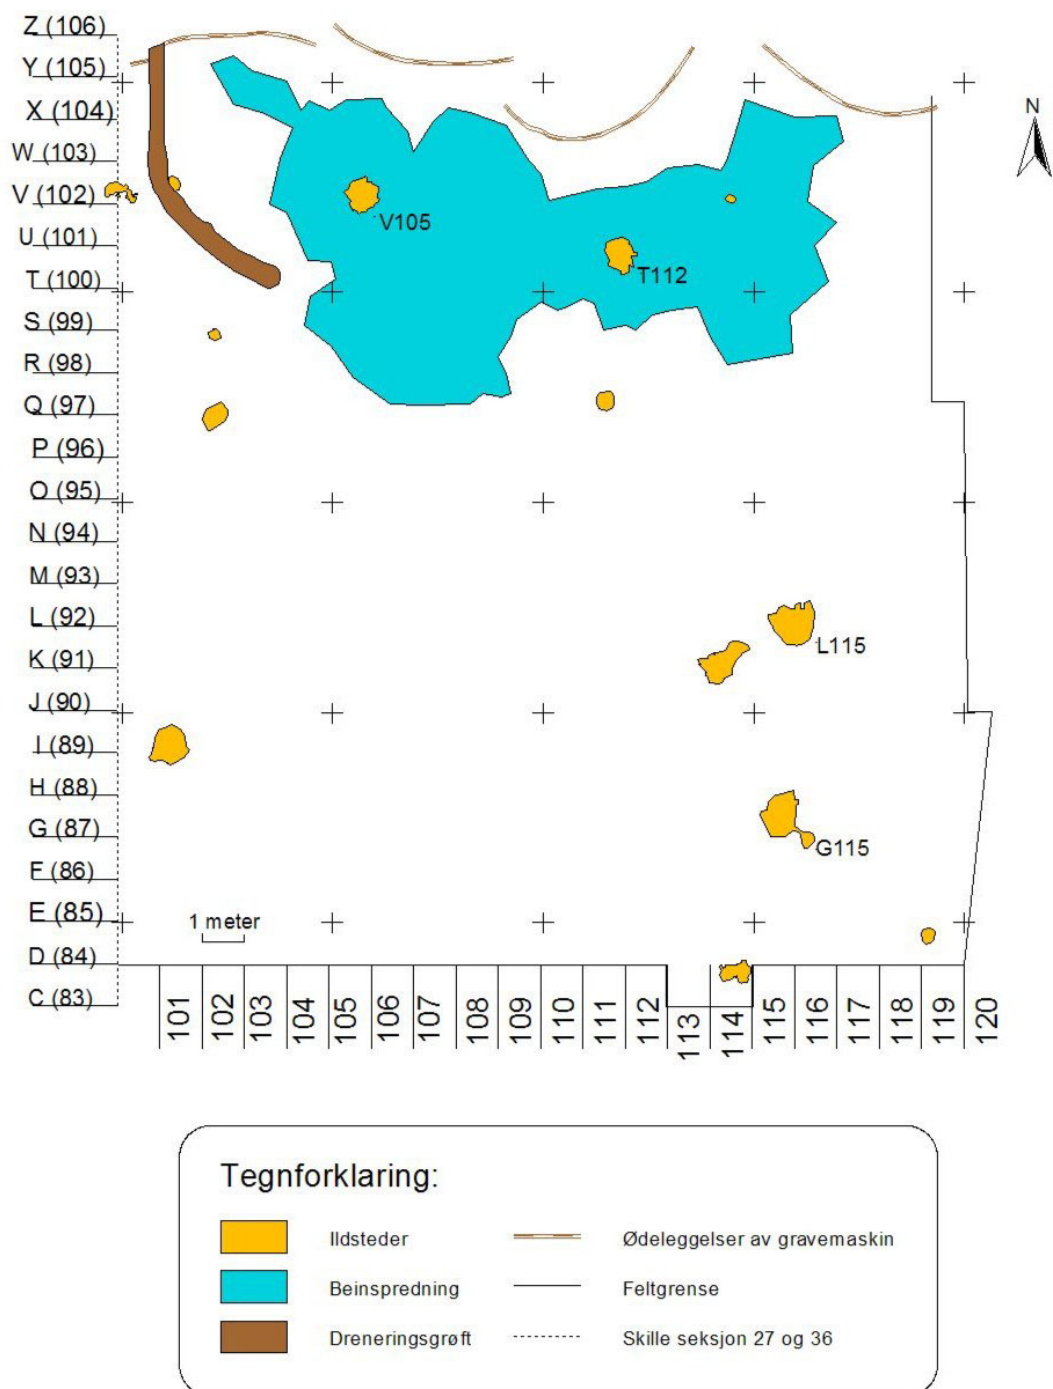 Z (106)
Y (105)
X (104)
W (103)
V (102)
U (101)
T (100)
S (99)
R (98)
Q (97)
P (96)
O (95)
N (94)
M (93)
L (92)
K (91)
J (90)
I (89)
H (88)
G (87)
F (86)
E (85)
D (84)
C (83)
N
V105
T112
L115
G115
1 meter
101 102 103 104 105 106 107 108 109 110 111 112 113 114 115 116 117 118 119 120
Tegnforklaring:
Ildsteder
Ødeleggelser av gravemaskin
Beinspredning
Feltgrense
Dreneringsgrøft
Skille seksjon 27 og 36